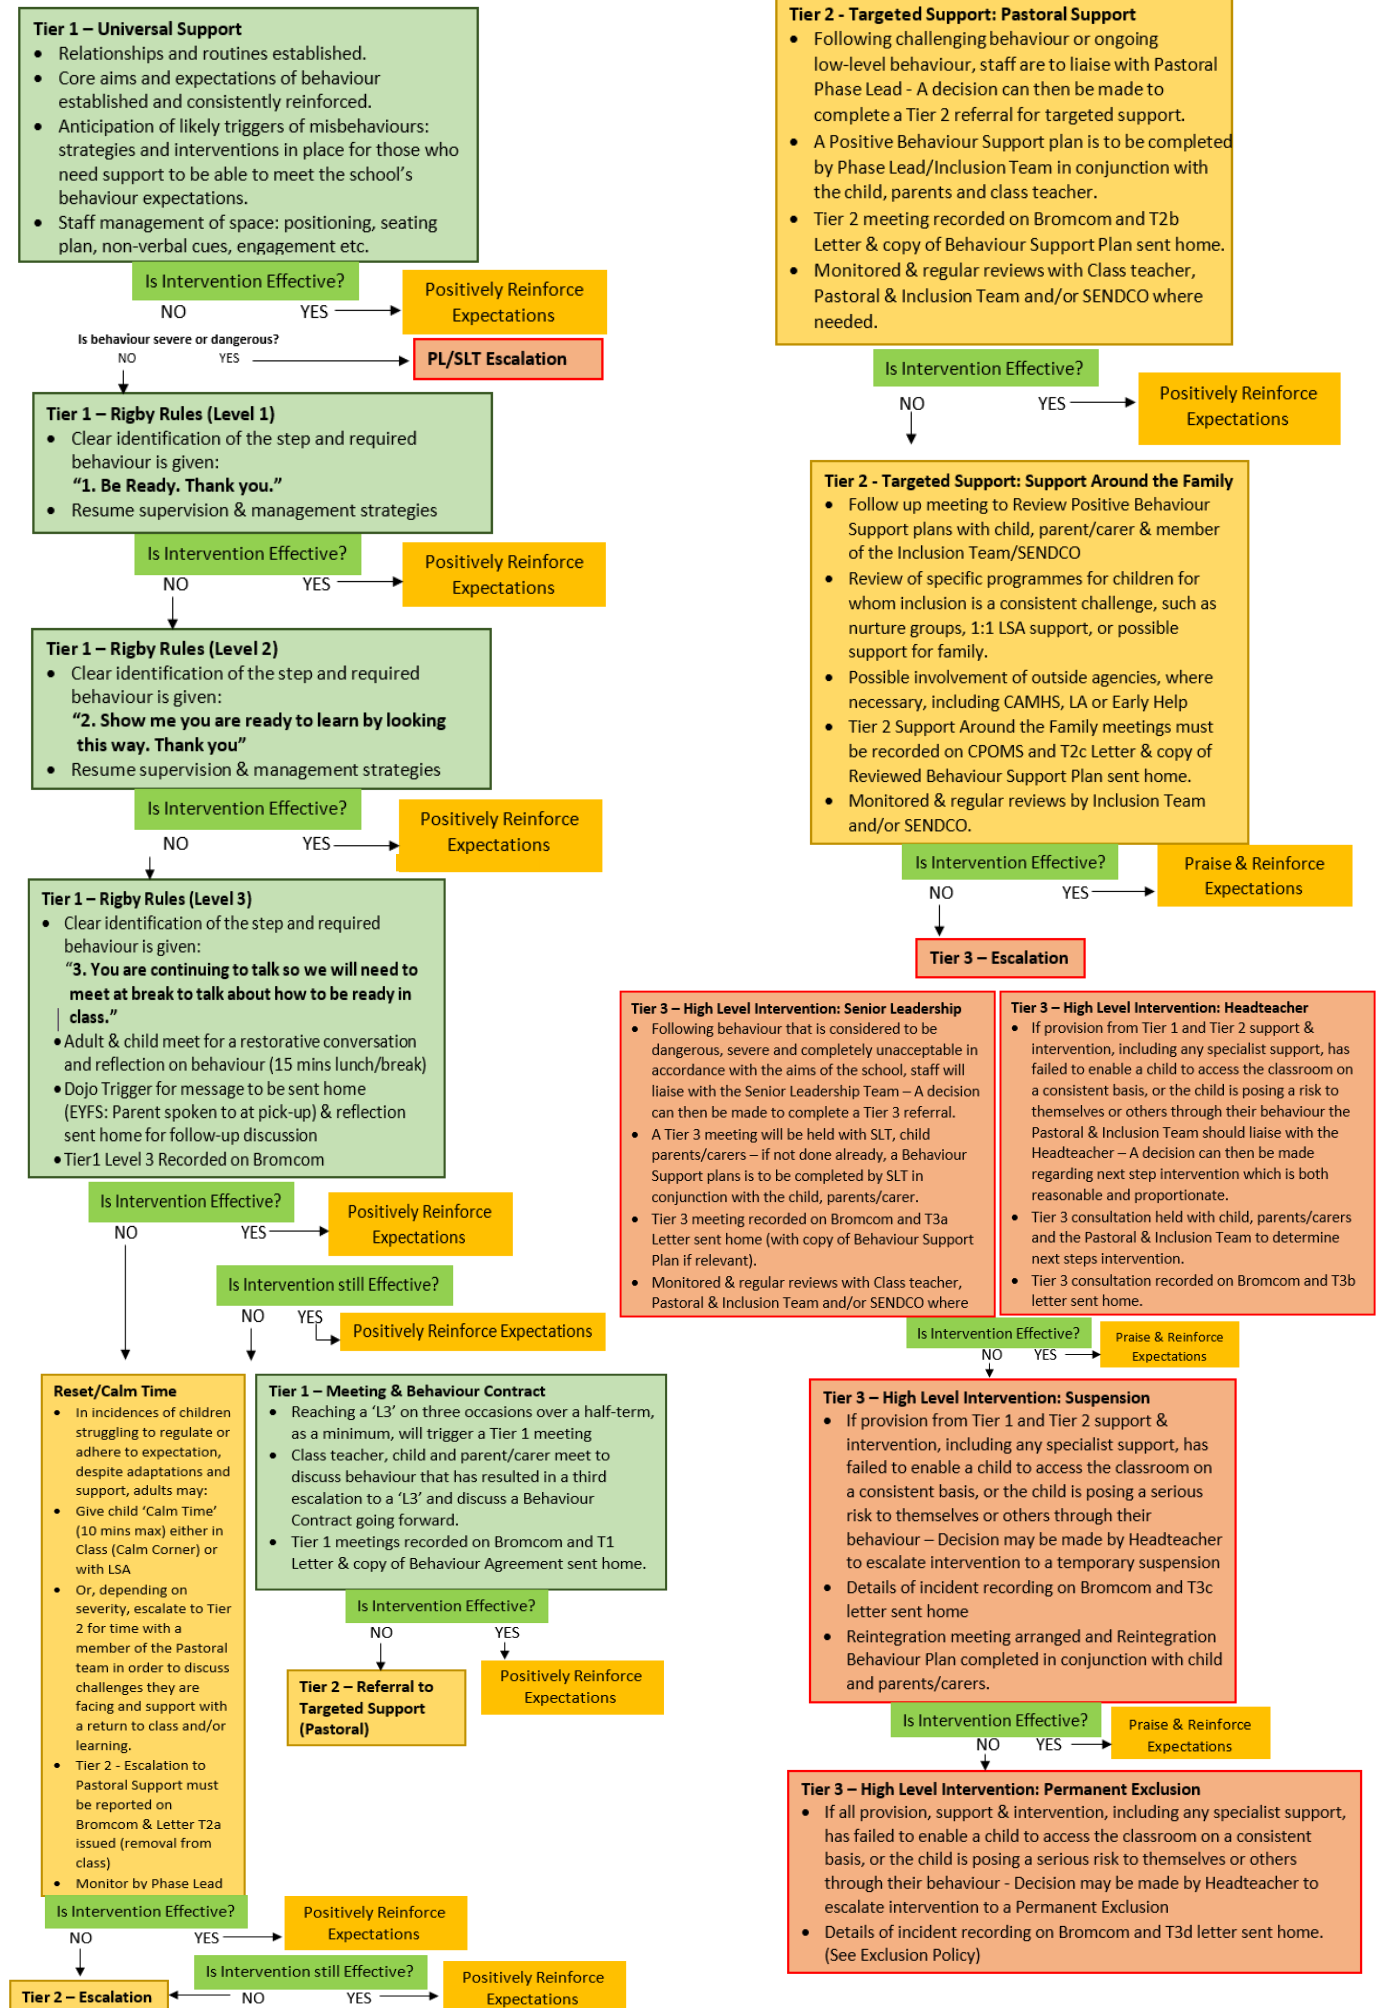 Tier 1 – Universal Support
• Relationships and routines established.
• Core aims and expectations of behaviour
established and consistently reinforced.
• Anticipation of likely triggers of misbehaviours:
strategies and interventions in place for those who
need support to be able to meet the school's
behaviour expectations.
• Staff management of space: positioning, seating
plan, non-verbal cues, engagement etc.
Is Intervention Effective?
NO YES
Positively Reinforce
Expectations
Is behaviour severe or dangerous?
NO YES
PL/SLT Escalation
Tier 1 – Rigby Rules (Level 1)
• Clear identification of the step and required
behaviour is given:
“1. Be Ready. Thank you.”
• Resume supervision & management strategies
Is Intervention Effective?
NO YES
Positively Reinforce
Expectations
Tier 1 – Rigby Rules (Level 2)
• Clear identification of the step and required
behaviour is given:
“2. Show me you are ready to learn by looking
this way. Thank you”
• Resume supervision & management strategies
Is Intervention Effective?
NO YES
Positively Reinforce
Expectations
Tier 1 – Rigby Rules (Level 3)
• Clear identification of the step and required
behaviour is given:
“3. You are continuing to talk so we will need to
meet at break to talk about how to be ready in
class.”
• Adult & child meet for a restorative conversation
and reflection on behaviour (15 mins lunch/break)
• Dojo Trigger for message to be sent home
(EYFS: Parent spoken to at pick-up) & reflection
sent home for follow-up discussion
• Tier1 Level 3 Recorded on Bromcom
Is Intervention Effective?
NO YES
Positively Reinforce
Expectations
Is Intervention still Effective?
NO YES
Positively Reinforce Expectations
Reset/Calm Time
• In incidences of children
struggling to regulate or
adhere to expectation,
despite adaptations and
support, adults may:
• Give child ‘Calm Time’
(10 mins max) either in
Class (Calm Corner) or
with LSA
• Or, depending on
severity, escalate to Tier
2 for time with a
member of the Pastoral
team in order to discuss
challenges they are
facing and support with
a return to class and/or
learning.
• Tier 2 - Escalation to
Pastoral Support must
be reported on
Bromcom & Letter T2a
issued (removal from
class)
• Monitor by Phase Lead
Tier 1 – Meeting & Behaviour Contract
• Reaching a ‘L3’ on three occasions over a half-term,
as a minimum, will trigger a Tier 1 meeting
• Class teacher, child and parent/carer meet to
discuss behaviour that has resulted in a third
escalation to a ‘L3’ and discuss a Behaviour
Contract going forward.
• Tier 1 meetings recorded on Bromcom and T1
Letter & copy of Behaviour Agreement sent home.
Is Intervention Effective?
NO YES
Tier 2 – Referral to
Targeted Support
(Pastoral)
Positively Reinforce
Expectations
Is Intervention Effective?
NO YES
Positively Reinforce
Expectations
Is Intervention still Effective?
NO YES
Positively Reinforce
Expectations
Tier 2 – Escalation
Tier 2 - Targeted Support: Pastoral Support
• Following challenging behaviour or ongoing
low-level behaviour, staff are to liaise with Pastoral
Phase Lead - A decision can then be made to
complete a Tier 2 referral for targeted support.
• A Positive Behaviour Support plan is to be completed
by Phase Lead/Inclusion Team in conjunction with
the child, parents and class teacher.
• Tier 2 meeting recorded on Bromcom and T2b
Letter & copy of Behaviour Support Plan sent home.
• Monitored & regular reviews with Class teacher,
Pastoral & Inclusion Team and/or SENDCO where
needed.
Is Intervention Effective?
NO YES
Positively Reinforce
Expectations
Tier 2 - Targeted Support: Support Around the Family
• Follow up meeting to Review Positive Behaviour
Support plans with child, parent/carer & member
of the Inclusion Team/SENDCO
• Review of specific programmes for children for
whom inclusion is a consistent challenge, such as
nurture groups, 1:1 LSA support, or possible
support for family.
• Possible involvement of outside agencies, where
necessary, including CAMHS, LA or Early Help
• Tier 2 Support Around the Family meetings must
be recorded on CPOMS and T2c Letter & copy of
Reviewed Behaviour Support Plan sent home.
• Monitored & regular reviews by Inclusion Team
and/or SENDCO.
Is Intervention Effective?
NO YES
Praise & Reinforce
Expectations
Tier 3 – Escalation
Tier 3 – High Level Intervention: Senior Leadership
• Following behaviour that is considered to be
dangerous, severe and completely unacceptable in
accordance with the aims of the school, staff will
liaise with the Senior Leadership Team – A decision
can then be made to complete a Tier 3 referral.
• A Tier 3 meeting will be held with SLT, child
parents/carers – if not done already, a Behaviour
Support plans is to be completed by SLT in
conjunction with the child, parents/carer.
• Tier 3 meeting recorded on Bromcom and T3a
Letter sent home (with copy of Behaviour Support
Plan if relevant).
• Monitored & regular reviews with Class teacher,
Pastoral & Inclusion Team and/or SENDCO where
Tier 3 – High Level Intervention: Headteacher
• If provision from Tier 1 and Tier 2 support &
intervention, including any specialist support, has
failed to enable a child to access the classroom on
a consistent basis, or the child is posing a risk to
themselves or others through their behaviour the
Pastoral & Inclusion Team should liaise with the
Headteacher – A decision can then be made
regarding next step intervention which is both
reasonable and proportionate.
• Tier 3 consultation held with child, parents/carers
and the Pastoral & Inclusion Team to determine
next steps intervention.
• Tier 3 consultation recorded on Bromcom and T3b
letter sent home.
Is Intervention Effective?
NO YES
Praise & Reinforce
Expectations
Tier 3 – High Level Intervention: Suspension
• If provision from Tier 1 and Tier 2 support &
intervention, including any specialist support, has
failed to enable a child to access the classroom on
a consistent basis, or the child is posing a serious
risk to themselves or others through their
behaviour – Decision may be made by Headteacher
to escalate intervention to a temporary suspension
• Details of incident recording on Bromcom and T3c
letter sent home
• Reintegration meeting arranged and Reintegration
Behaviour Plan completed in conjunction with child
and parents/carers.
Is Intervention Effective?
NO YES
Praise & Reinforce
Expectations
Tier 3 – High Level Intervention: Permanent Exclusion
• If all provision, support & intervention, including any specialist support,
has failed to enable a child to access the classroom on a consistent
basis, or the child is posing a serious risk to themselves or others
through their behaviour - Decision may be made by Headteacher to
escalate intervention to a Permanent Exclusion
• Details of incident recording on Bromcom and T3d letter sent home.
(See Exclusion Policy)